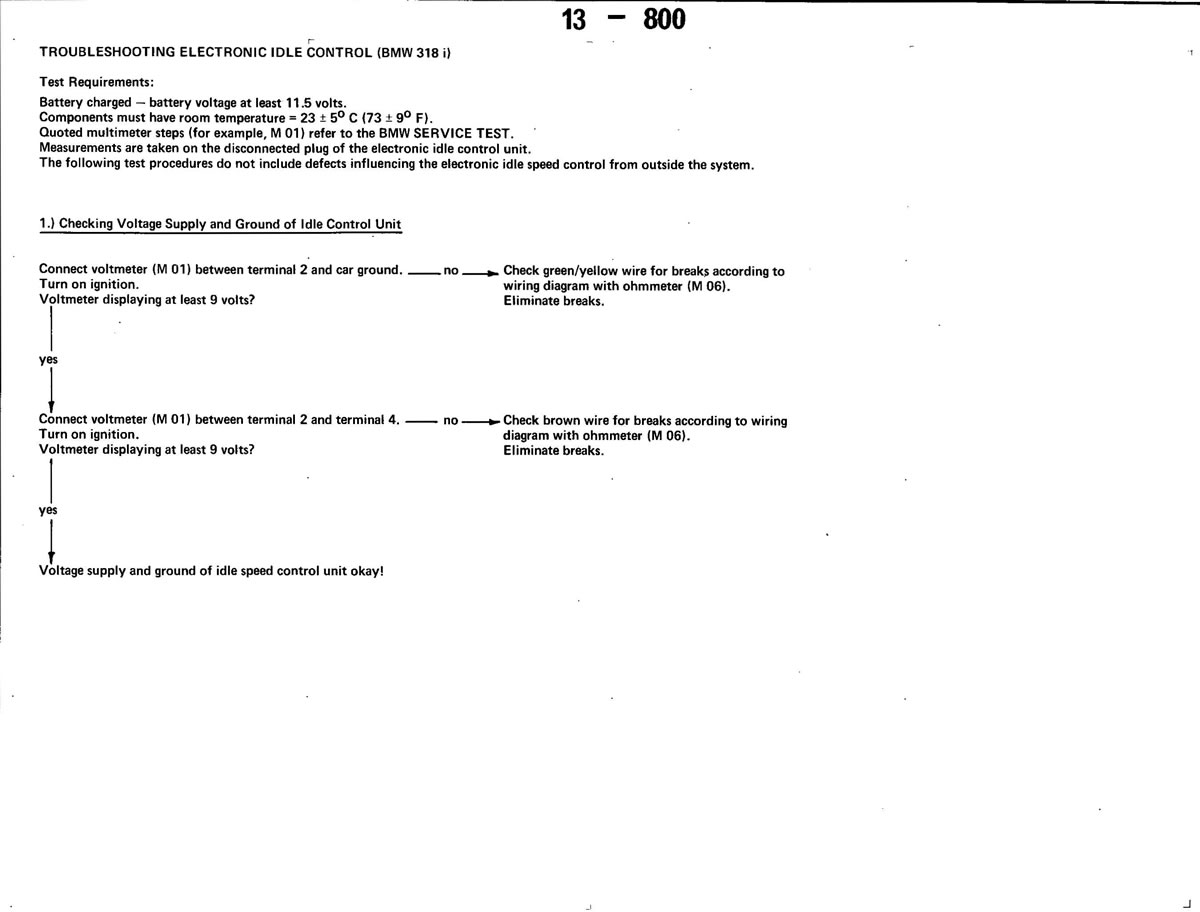 13 — 800
TROUBLESHOOTING ELECTRONIC IDLE CONTROL (BMW 318 i)
Test Requirements:
Battery charged — battery voltage at least 11.5 volts.
Components must have room temperature = 23 ± 5º C (73 ± 9º F).
Quoted multimeter steps (for example, M 01) refer to the BMW SERVICE TEST.
Measurements are taken on the disconnected plug of the electronic idle control unit.
The following test procedures do not include defects influencing the electronic idle speed control from outside the system.
1.) Checking Voltage Supply and Ground of Idle Control Unit
Connect voltmeter (M 01) between terminal 2 and car ground.
Turn on ignition.
Voltmeter displaying at least 9 volts?
no
Check green/yellow wire for breaks according to
wiring diagram with ohmmeter (M 06).
Eliminate breaks.
yes
Connect voltmeter (M 01) between terminal 2 and terminal 4.
Turn on ignition.
Voltmeter displaying at least 9 volts?
no
Check brown wire for breaks according to wiring
diagram with ohmmeter (M 06).
Eliminate breaks.
yes
Voltage supply and ground of idle speed control unit okay!